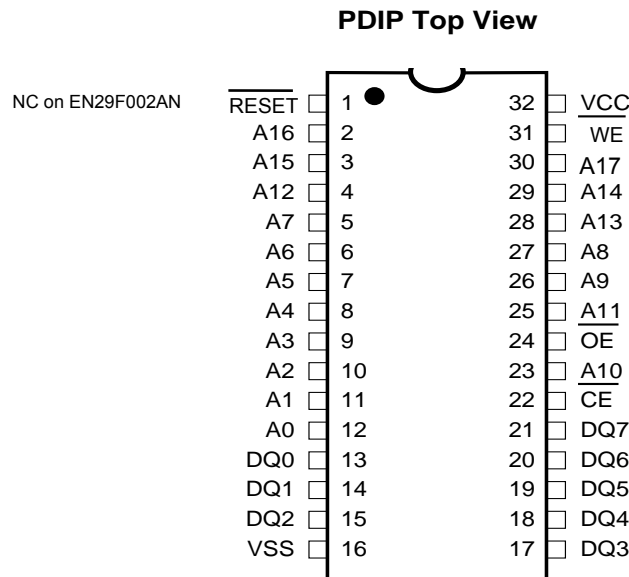 PDIP Top View
NC on EN29F002AN RESET 1 32 VCC
A16 2 31 WE
A15 3 30 A17
A12 4 29 A14
A7 5 28 A13
A6 6 27 A8
A5 7 26 A9
A4 8 25 A11
A3 9 24 OE
A2 10 23 A10
A1 11 22 CE
A0 12 21 DQ7
DQ0 13 20 DQ6
DQ1 14 19 DQ5
DQ2 15 18 DQ4
VSS 16 17 DQ3